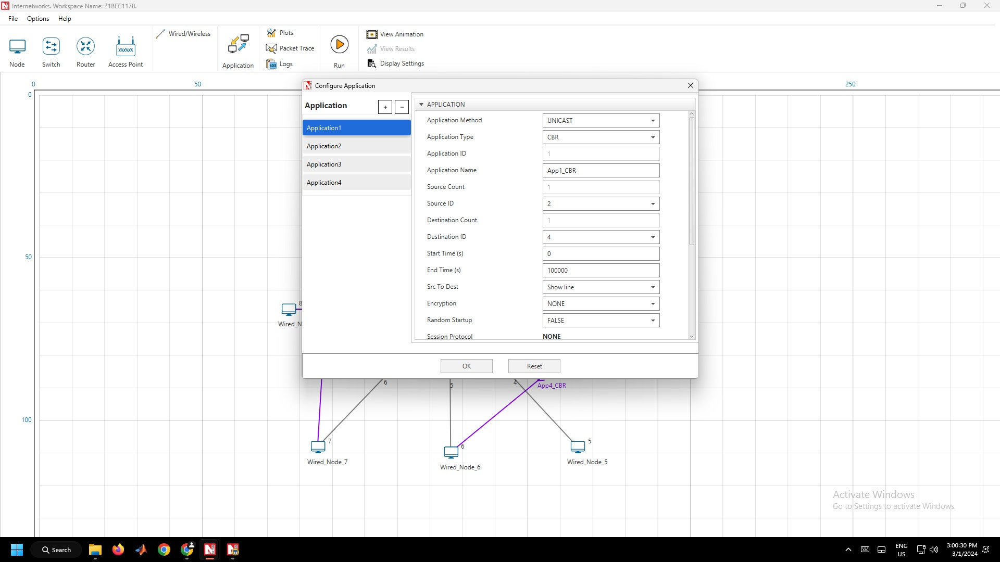 Internetworks. Workspace Name: 21BEC1178.
File Options Help
Node
Switch
Router
Access Point
Wired/Wireless
Application
Plots
Packet Trace
Logs
Run
View Animation
View Results
Display Settings
0 50 250
0
50
100
Configure Application
Application + -
Application1
Application2
Application3
Application4
APPLICATION
Application Method UNICAST
Application Type CBR
Application ID 1
Application Name App1_CBR
Source Count 1
Source ID 2
Destination Count 1
Destination ID 4
Start Time (s) 0
End Time (s) 100000
Src To Dest Show line
Encryption NONE
Random Startup FALSE
Session Protocol NONE
OK Reset
8
Wired_N
6 5 4 App4_CBR
7
Wired_Node_7
6
Wired_Node_6
5
Wired_Node_5
Activate Windows
Go to Settings to activate Windows.
Search
ENG
US
3:00:30 PM
3/1/2024